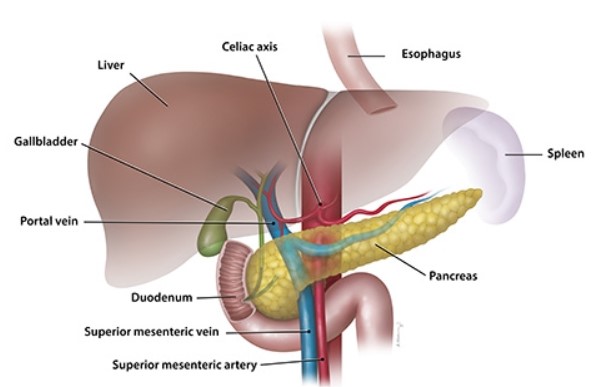 Celiac axis
Esophagus
Liver
Gallbladder
Spleen
Portal vein
Pancreas
Duodenum
Superior mesenteric vein
Superior mesenteric artery